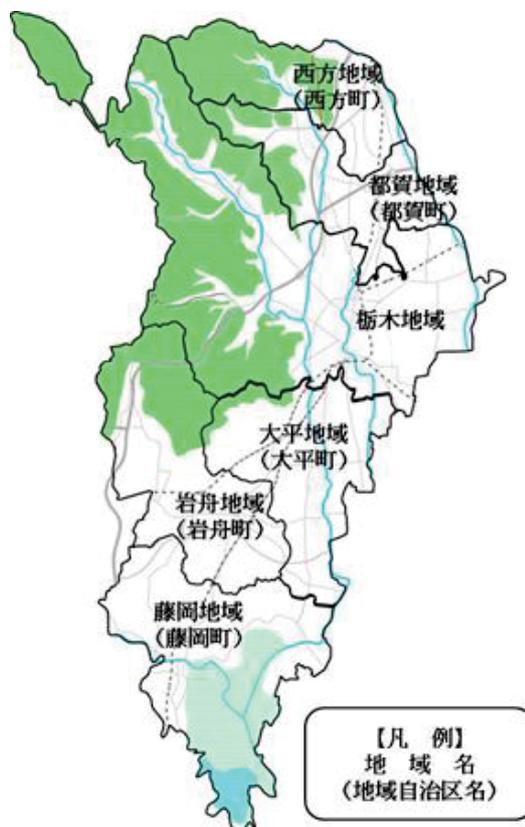 西方地域
(西方町)
都賀地域
(都賀町)
栃木地域
大平地域
(大平町)
岩舟地域
(岩舟町)
藤岡地域
(藤岡町)
【凡　例】
地　域　名
(地域自治区名)